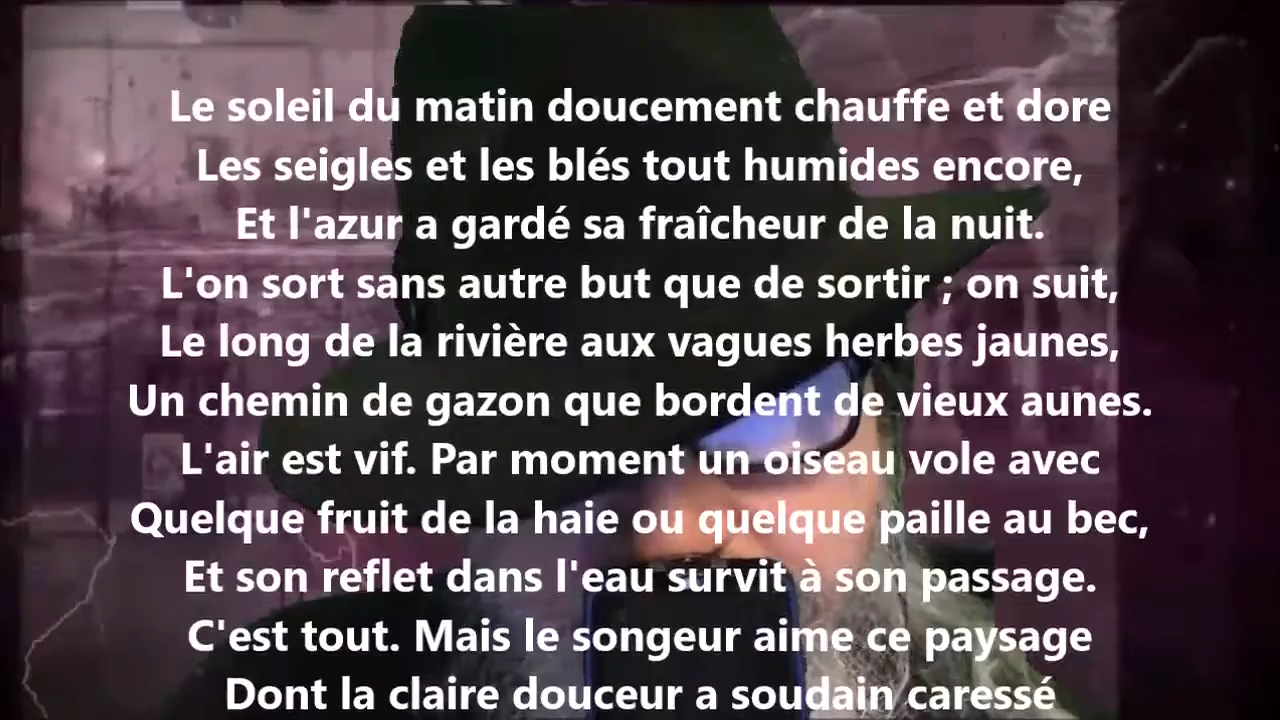 Le soleil du matin doucement chauffe et dore
Les seigles et les blés tout humides encore,
Et l'azur a gardé sa fraîcheur de la nuit.
L'on sort sans autre but que de sortir ; on suit,
Le long de la rivière aux vagues herbes jaunes,
Un chemin de gazon que bordent de vieux aunes.
L'air est vif. Par moment un oiseau vole avec
Quelque fruit de la haie ou quelque paille au bec,
Et son reflet dans l'eau survit à son passage.
C'est tout. Mais le songeur aime ce paysage
Dont la claire douceur a soudain caressé